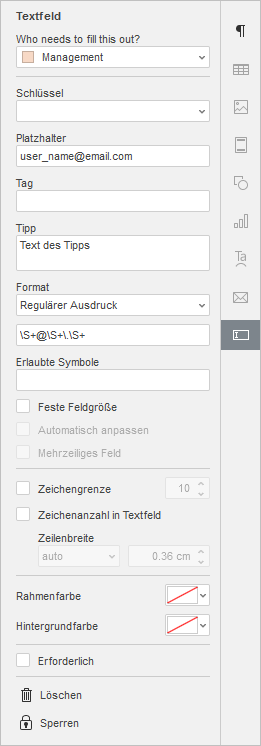 Textfeld
Who needs to fill this out?
Management
Schlüssel
Platzhalter
user_name@email.com
Tag
Tipp
Text des Tipps
Format
Regulärer Ausdruck
\S+@\S+\.\S+
Erlaubte Symbole
Feste Feldgröße
Automatisch anpassen
Mehrzeiliges Feld
Zeichengrenze 10
Zeichenanzahl in Textfeld
Zeilenbreite
auto 0.36 cm
Rahmenfarbe
Hintergrundfarbe
Erforderlich
Löschen
Sperren
Ta